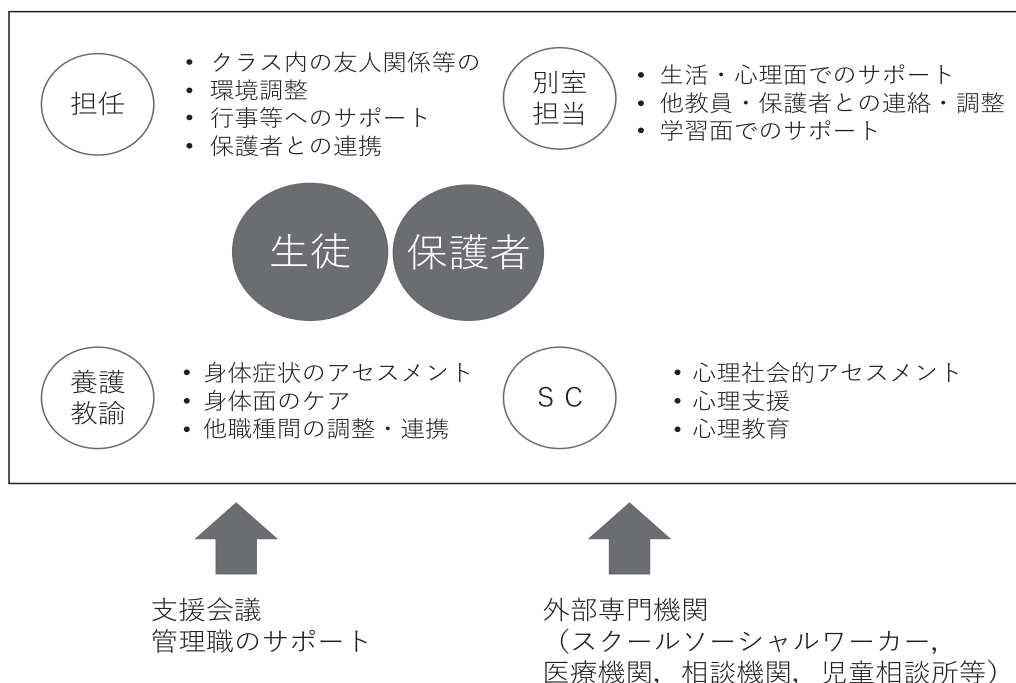 担任
• クラス内の友人関係等の
• 環境調整
• 行事等へのサポート
• 保護者との連携
別室
担当
• 生活・心理面でのサポート
• 他教員・保護者との連絡・調整
• 学習面でのサポート
生徒
保護者
養護
教諭
• 身体症状のアセスメント
• 身体面のケア
• 他職種間の調整・連携
ＳＣ
• 心理社会的アセスメント
• 心理支援
• 心理教育
支援会議
管理職のサポート
外部専門機関
（スクールソーシャルワーカー，
医療機関，相談機関，児童相談所等）